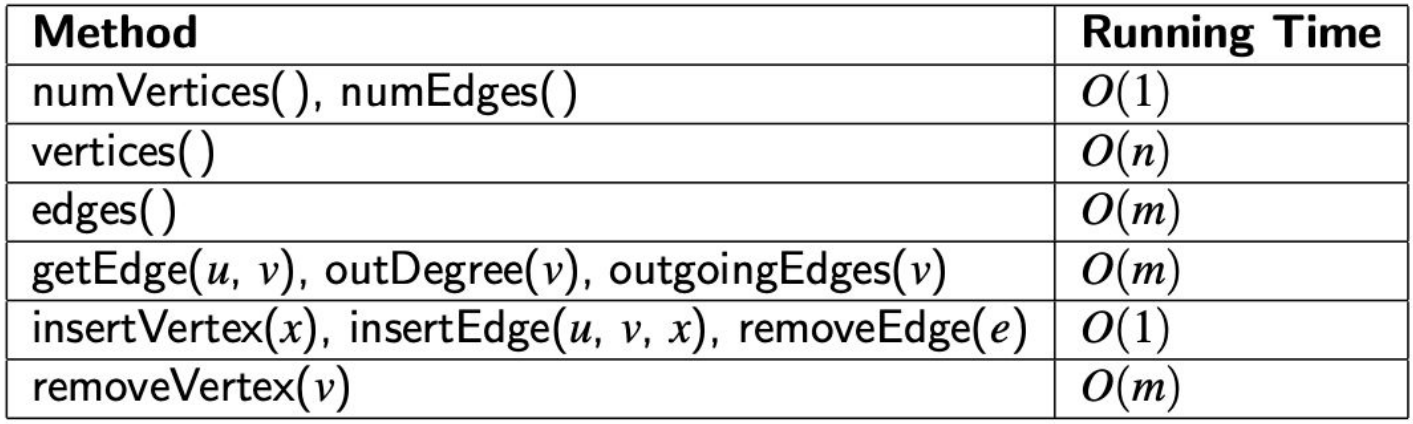 Method Running Time
numVertices( ), numEdges( ) O(1)
vertices( ) O(n)
edges( ) O(m)
getEdge(u, v), outDegree(v), outgoingEdges(v) O(m)
insertVertex(x), insertEdge(u, v, x), removeEdge(e) O(1)
removeVertex(v) O(m)